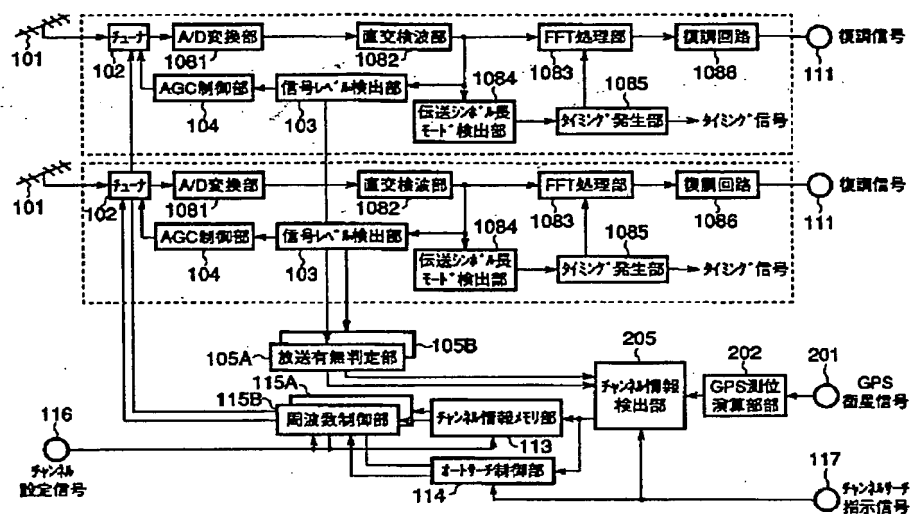 101
チューナ
102
A/D変換部
1081
直交検波部
1082
FFT処理部
1083
復調回路
1088
復調信号
111
AGC制御部
104
信号レベル検出部
103
1084
伝送シンボル長
モード検出部
1085
タイミング発生部
タイミング信号
101
チューナ
102
A/D変換部
1081
直交検波部
1082
FFT処理部
1083
復調回路
1086
復調信号
111
AGC制御部
104
信号レベル検出部
103
1084
伝送シンボル長
モード検出部
1085
タイミング発生部
タイミング信号
105A
放送有無判定部
105B
205
チャンネル情報
検出部
202
GPS測位
演算部部
201
GPS
衛星信号
115A
115B
周波数制御部
チャンネル情報メモリ部
113
116
チャンネル
設定信号
オートサーチ制御部
114
117
チャンネルサーチ
指示信号